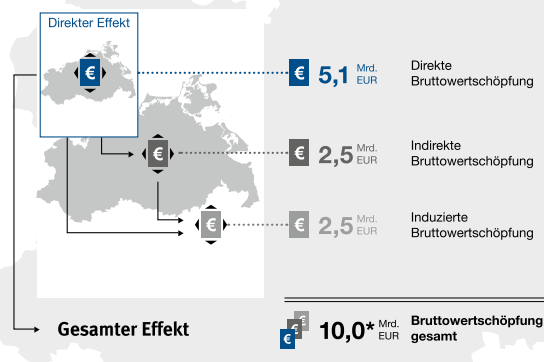 Direkter Effekt
€
€ 5,1 Mrd. EUR
Direkte
Bruttowertschöpfung
€
€ 2,5 Mrd. EUR
Indirekte
Bruttowertschöpfung
€
€ 2,5 Mrd. EUR
Induzierte
Bruttowertschöpfung
Gesamter Effekt
€ € € 10,0* Mrd. EUR
Bruttowertschöpfung
gesamt